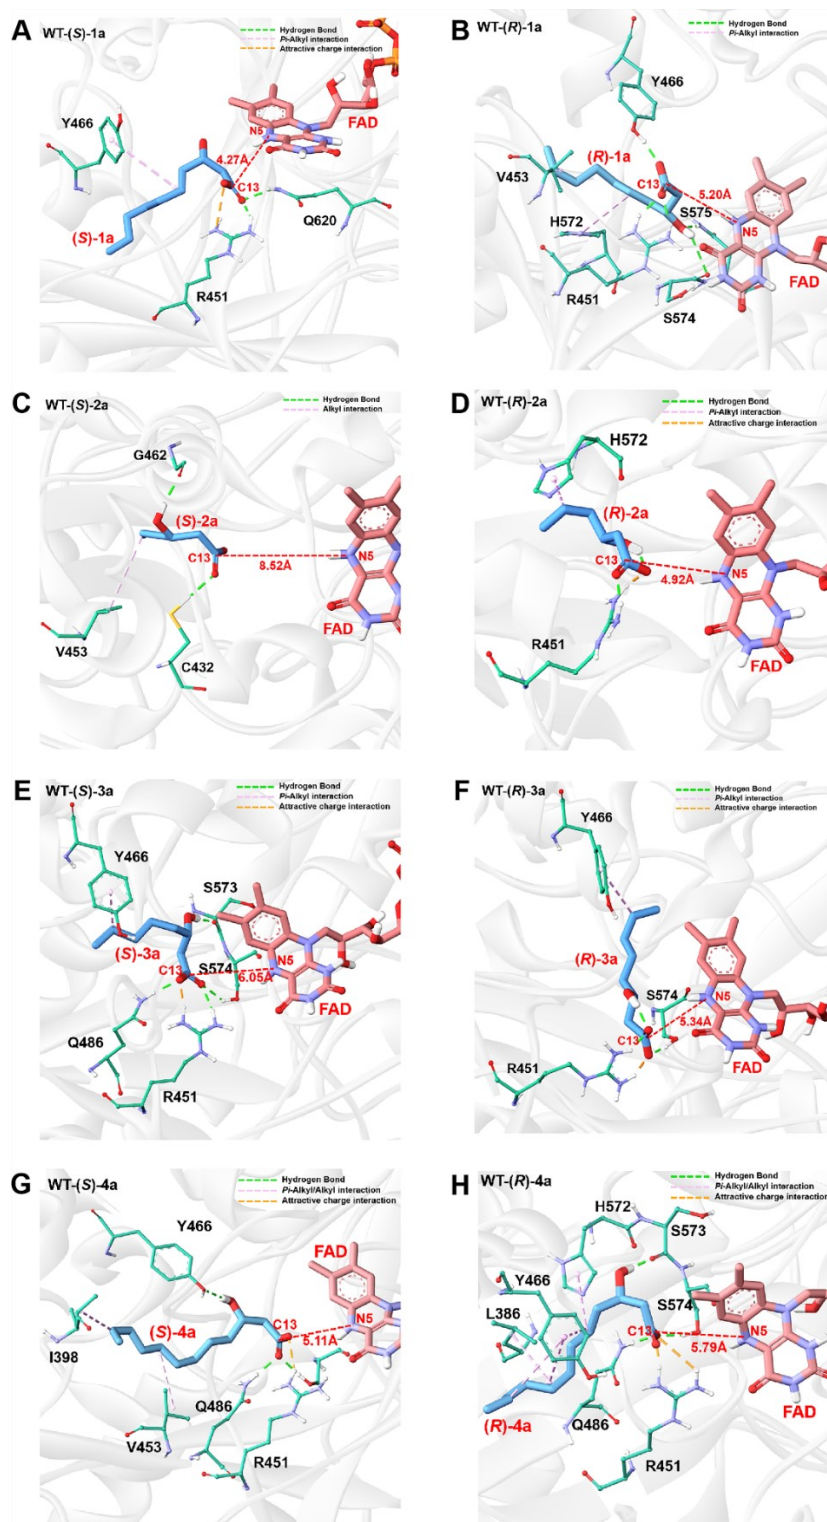 A WT-(S)-1a
Hydrogen Bond
Pi-Alkyl interaction
Attractive charge interaction
Y466
FAD
N5
4.27Å
C13
(S)-1a
Q620
R451
B WT-(R)-1a
Hydrogen Bond
Pi-Alkyl interaction
Y466
V453
(R)-1a
C13
5.20Å
H572
S575
N5
R451
FAD
S574
C WT-(S)-2a
Hydrogen Bond
Alkyl interaction
G462
(S)-2a
C13
N5
8.52Å
FAD
V453
C432
D WT-(R)-2a
Hydrogen Bond
Pi-Alkyl interaction
Attractive charge interaction
H572
(R)-2a
C13
N5
4.92Å
R451
FAD
E WT-(S)-3a
Hydrogen Bond
Pi-Alkyl interaction
Attractive charge interaction
Y466
S573
(S)-3a
C13
S574
N5
6.05Å
Q486
FAD
R451
F WT-(R)-3a
Hydrogen Bond
Pi-Alkyl interaction
Attractive charge interaction
Y466
(R)-3a
S574
N5
5.34Å
C13
R451
FAD
G WT-(S)-4a
Hydrogen Bond
Pi-Alkyl/Alkyl interaction
Attractive charge interaction
Y466
FAD
(S)-4a
C13
N5
5.11Å
I398
Q486
V453
R451
H WT-(R)-4a
Hydrogen Bond
Pi-Alkyl/Alkyl interaction
Attractive charge interaction
H572
S573
Y466
L386
S574
C13
N5
5.79Å
(R)-4a
Q486
FAD
R451